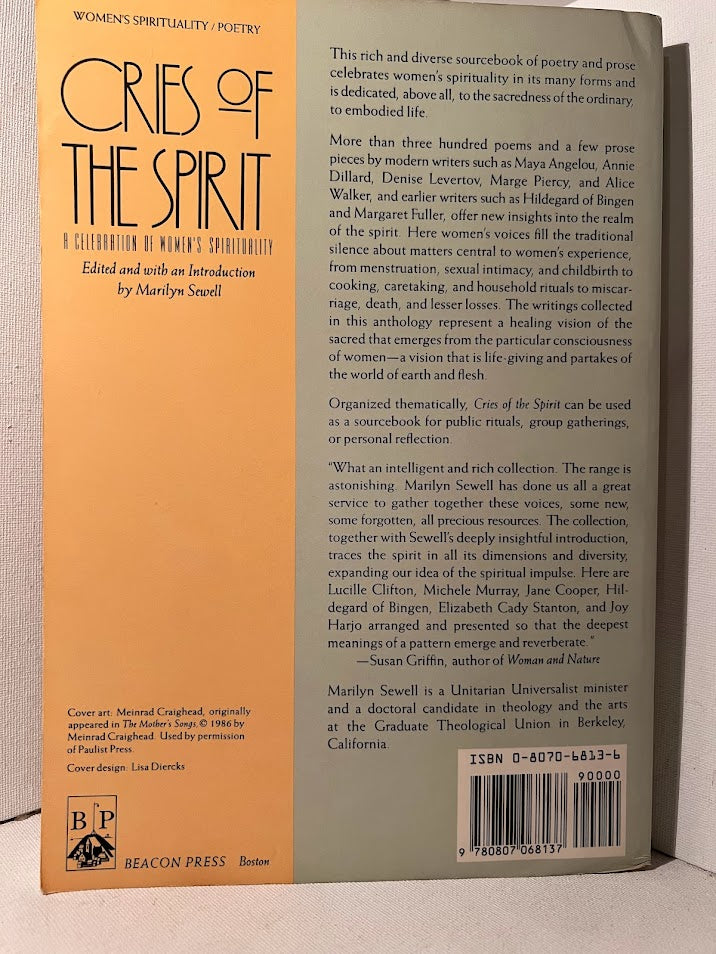 WOMEN'S SPIRITUALITY / POETRY
CRIES OF
THE SPIRIT
A CELEBRATION OF WOMEN'S SPIRITUALITY
Edited and with an Introduction
by Marilyn Sewell
Cover art: Meinrad Craighead, originally
appeared in The Mother's Songs. © 1986 by
Meinrad Craighead. Used by permission
of Paulist Press.
Cover design: Lisa Diercks
B P
BEACON PRESS Boston
This rich and diverse sourcebook of poetry and prose
celebrates women's spirituality in its many forms and
is dedicated, above all, to the sacredness of the ordinary,
to embodied life.
More than three hundred poems and a few prose
pieces by modern writers such as Maya Angelou, Annie
Dillard, Denise Levertov, Marge Piercy, and Alice
Walker, and earlier writers such as Hildegard of Bingen
and Margaret Fuller, offer new insights into the realm
of the spirit. Here women's voices fill the traditional
silence about matters central to women's experience,
from menstruation, sexual intimacy, and childbirth to
cooking, caretaking, and household rituals to miscar-
riage, death, and lesser losses. The writings collected
in this anthology represent a healing vision of the
sacred that emerges from the particular consciousness
of women—a vision that is life-giving and partakes of
the world of earth and flesh.
Organized thematically, Cries of the Spirit can be used
as a sourcebook for public rituals, group gatherings,
or personal reflection.
"What an intelligent and rich collection. The range is
astonishing. Marilyn Sewell has done us all a great
service to gather together these voices, some new,
some forgotten, all precious resources. The collection,
together with Sewell's deeply insightful introduction,
traces the spirit in all its dimensions and diversity,
expanding our idea of the spiritual impulse. Here are
Lucille Clifton, Michele Murray, Jane Cooper, Hil-
degard of Bingen, Elizabeth Cady Stanton, and Joy
Harjo arranged and presented so that the deepest
meanings of a pattern emerge and reverberate."
—Susan Griffin, author of Woman and Nature
Marilyn Sewell is a Unitarian Universalist minister
and a doctoral candidate in theology and the arts
at the Graduate Theological Union in Berkeley,
California.
ISBN 0-8070-6813-6
90000
9 780807 068137